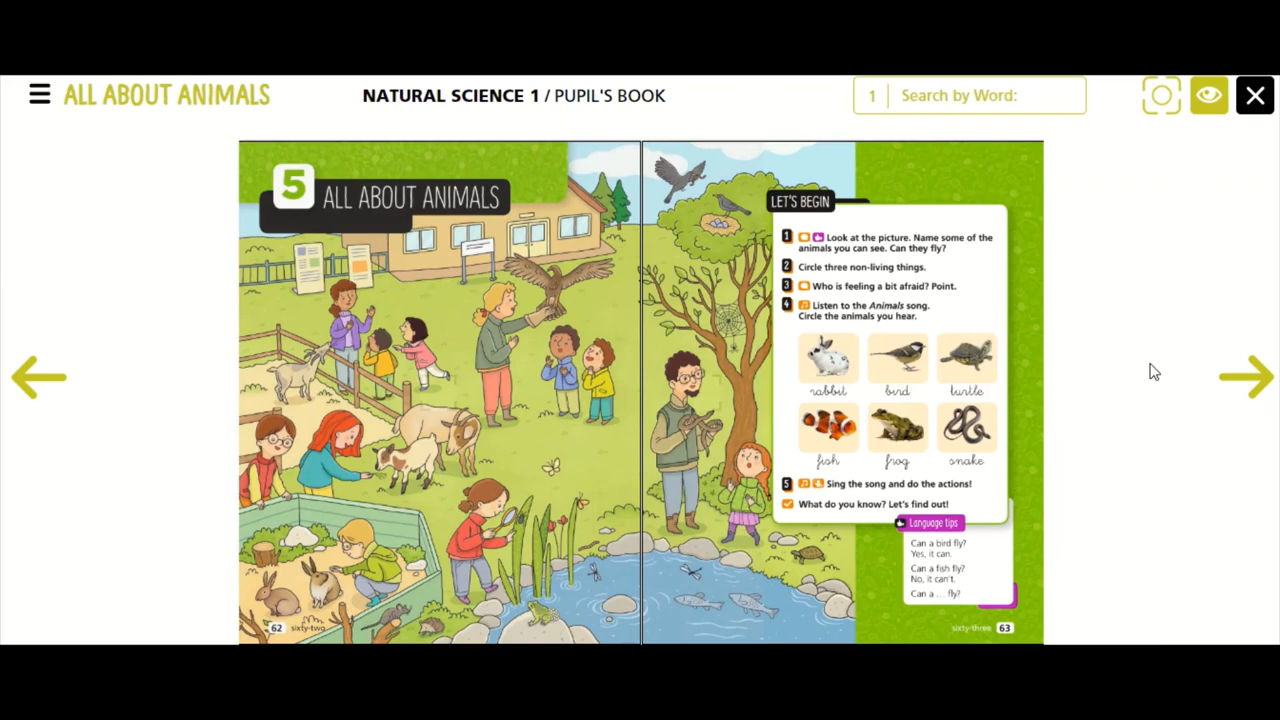 ALL ABOUT ANIMALS
NATURAL SCIENCE 1 / PUPIL'S BOOK
1 Search by Word:
5
ALL ABOUT ANIMALS
LET'S BEGIN
1 Look at the picture. Name some of the
animals you can see. Can they fly?
2 Circle three non-living things.
3 Who is feeling a bit afraid? Point.
4 Listen to the Animals song.
Circle the animals you hear.
rabbit bird turtle
fish frog snake
5 Sing the song and do the actions!
What do you know? Let's find out!
Language tips
Can a bird fly?
Yes, it can.
Can a fish fly?
No, it can't.
Can a ... fly?
62 sixty-two
sixty-three 63